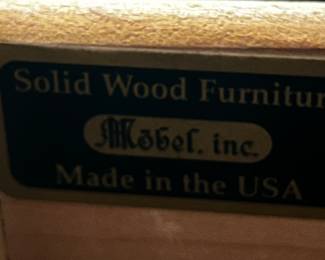 Solid Wood Furnitur
Möbel, inc.
Made in the USA